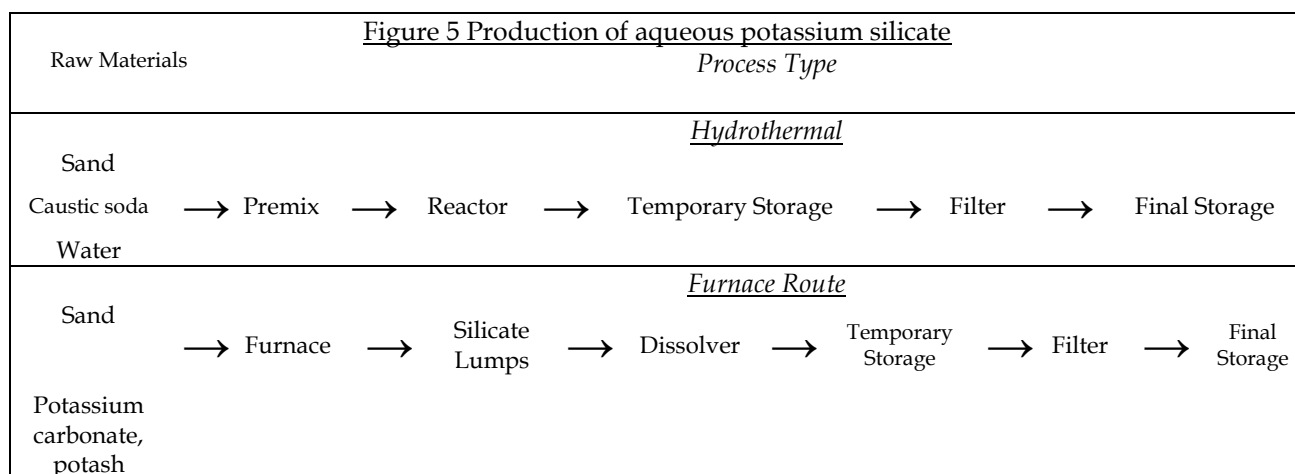 Figure 5 Production of aqueous potassium silicate
Raw Materials
Process Type
Hydrothermal
Sand
Caustic soda → Premix → Reactor → Temporary Storage → Filter → Final Storage
Water
Furnace Route
Sand
→ Furnace → Silicate Lumps → Dissolver → Temporary Storage → Filter → Final Storage
Potassium
carbonate,
potash